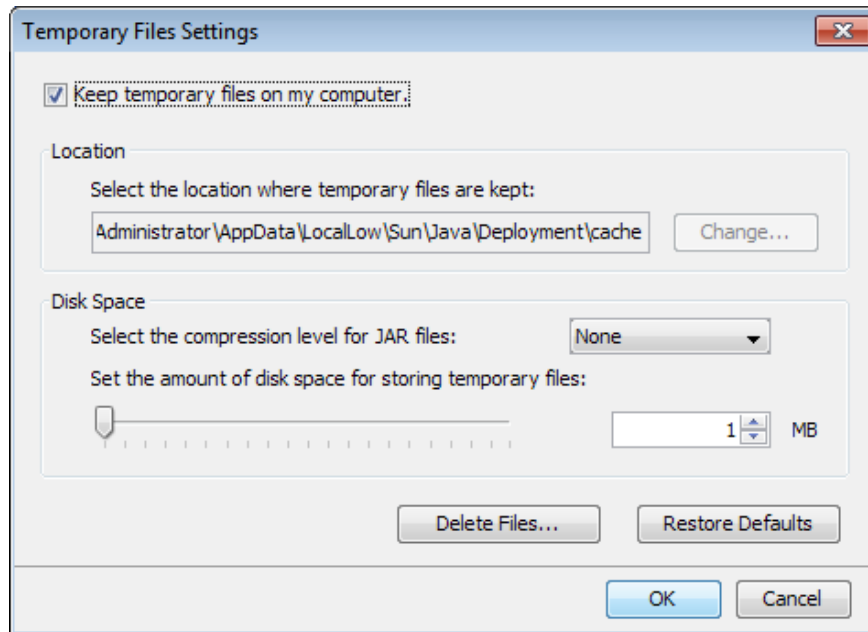 Temporary Files Settings
Keep temporary files on my computer.
Location
Select the location where temporary files are kept:
Administrator\AppData\LocalLow\Sun\Java\Deployment\cache
Change...
Disk Space
Select the compression level for JAR files:
None
Set the amount of disk space for storing temporary files:
1
MB
Delete Files...
Restore Defaults
OK
Cancel